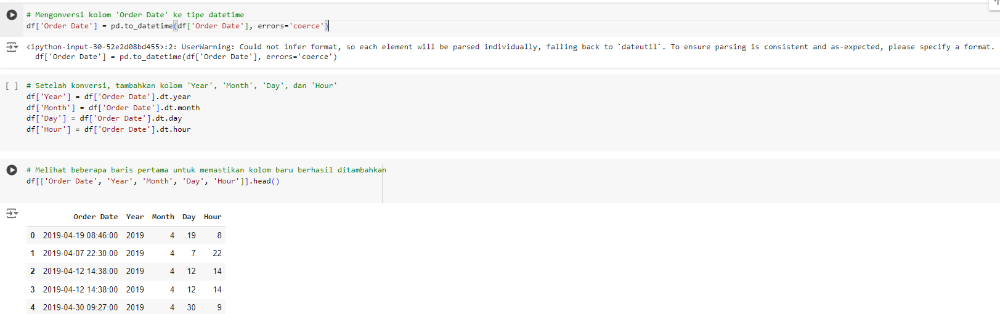 # Mengonversi kolom 'Order Date' ke tipe datetime
df['Order Date'] = pd.to_datetime(df['Order Date'], errors='coerce')
<ipython-input-30-52e2d08bd455>:2: UserWarning: Could not infer format, so each element will be parsed individually, falling back to `dateutil`. To ensure parsing is consistent and as-expected, please specify a format.
  df['Order Date'] = pd.to_datetime(df['Order Date'], errors='coerce')
[ ] # Setelah konversi, tambahkan kolom 'Year', 'Month', 'Day', dan 'Hour'
df['Year'] = df['Order Date'].dt.year
df['Month'] = df['Order Date'].dt.month
df['Day'] = df['Order Date'].dt.day
df['Hour'] = df['Order Date'].dt.hour
# Melihat beberapa baris pertama untuk memastikan kolom baru berhasil ditambahkan
df[['Order Date', 'Year', 'Month', 'Day', 'Hour']].head()
Order Date Year Month Day Hour
0 2019-04-19 08:46:00 2019 4 19 8
1 2019-04-07 22:30:00 2019 4 7 22
2 2019-04-12 14:38:00 2019 4 12 14
3 2019-04-12 14:38:00 2019 4 12 14
4 2019-04-30 09:27:00 2019 4 30 9